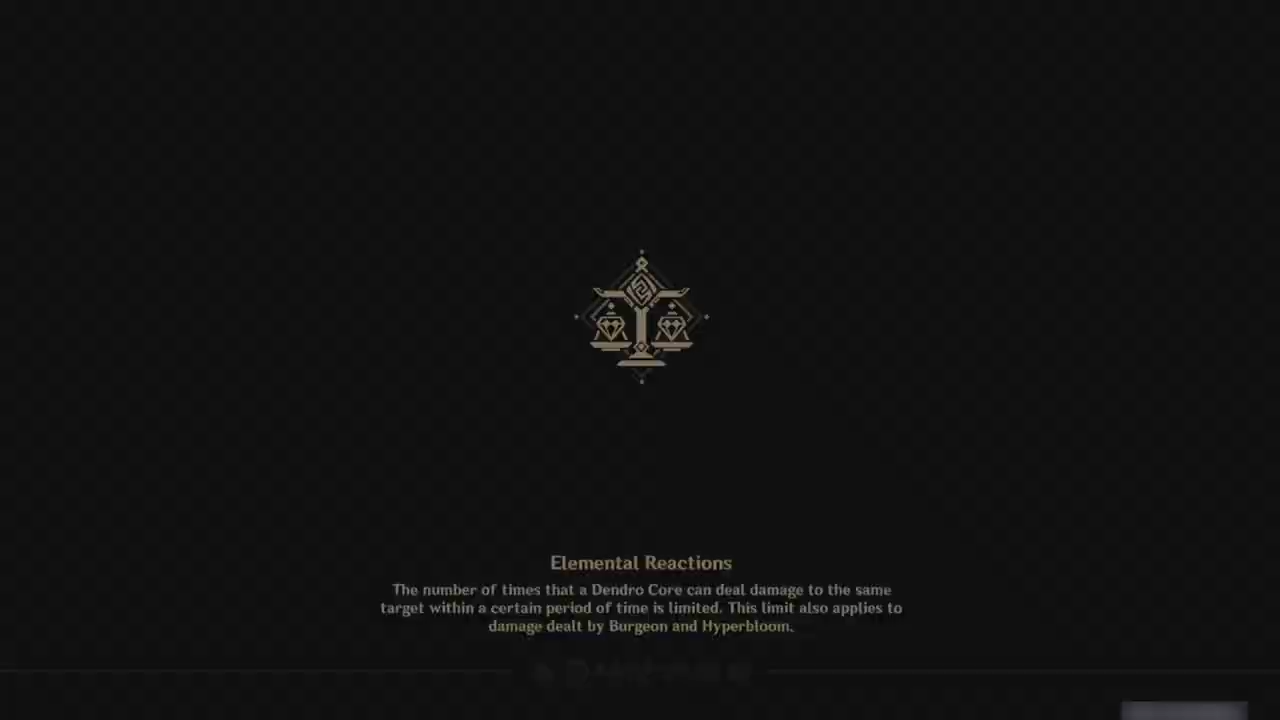 Elemental Reactions
The number of times that a Dendro Core can deal damage to the same
target within a certain period of time is limited. This limit also applies to
damage dealt by Burgeon and Hyperbloom.